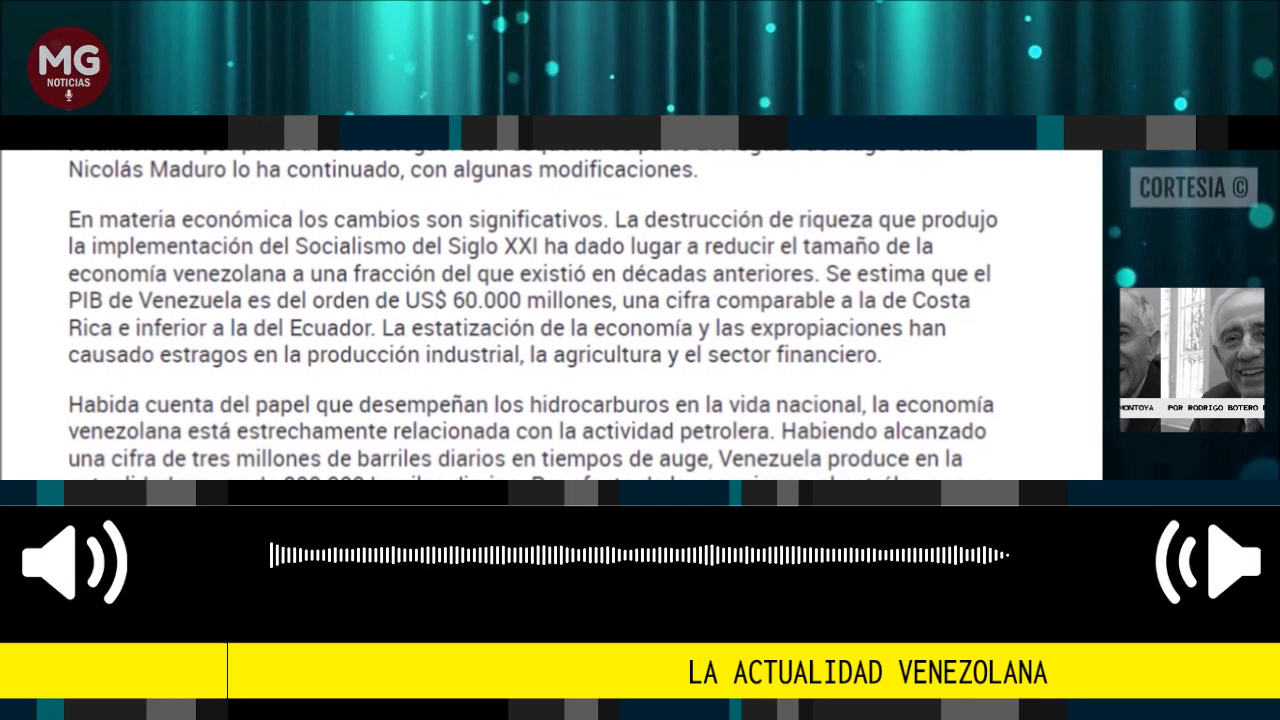 MG
NOTICIAS
Nicolás Maduro lo ha continuado, con algunas modificaciones.
En materia económica los cambios son significativos. La destrucción de riqueza que produjo
la implementación del Socialismo del Siglo XXI ha dado lugar a reducir el tamaño de la
economía venezolana a una fracción del que existió en décadas anteriores. Se estima que el
PIB de Venezuela es del orden de US$ 60.000 millones, una cifra comparable a la de Costa
Rica e inferior a la del Ecuador. La estatización de la economía y las expropiaciones han
causado estragos en la producción industrial, la agricultura y el sector financiero.
Habida cuenta del papel que desempeñan los hidrocarburos en la vida nacional, la economía
venezolana está estrechamente relacionada con la actividad petrolera. Habiendo alcanzado
una cifra de tres millones de barriles diarios en tiempos de auge, Venezuela produce en la
CORTESIA ©
MONTOYA POR RODRIGO BOTERO
LA ACTUALIDAD VENEZOLANA